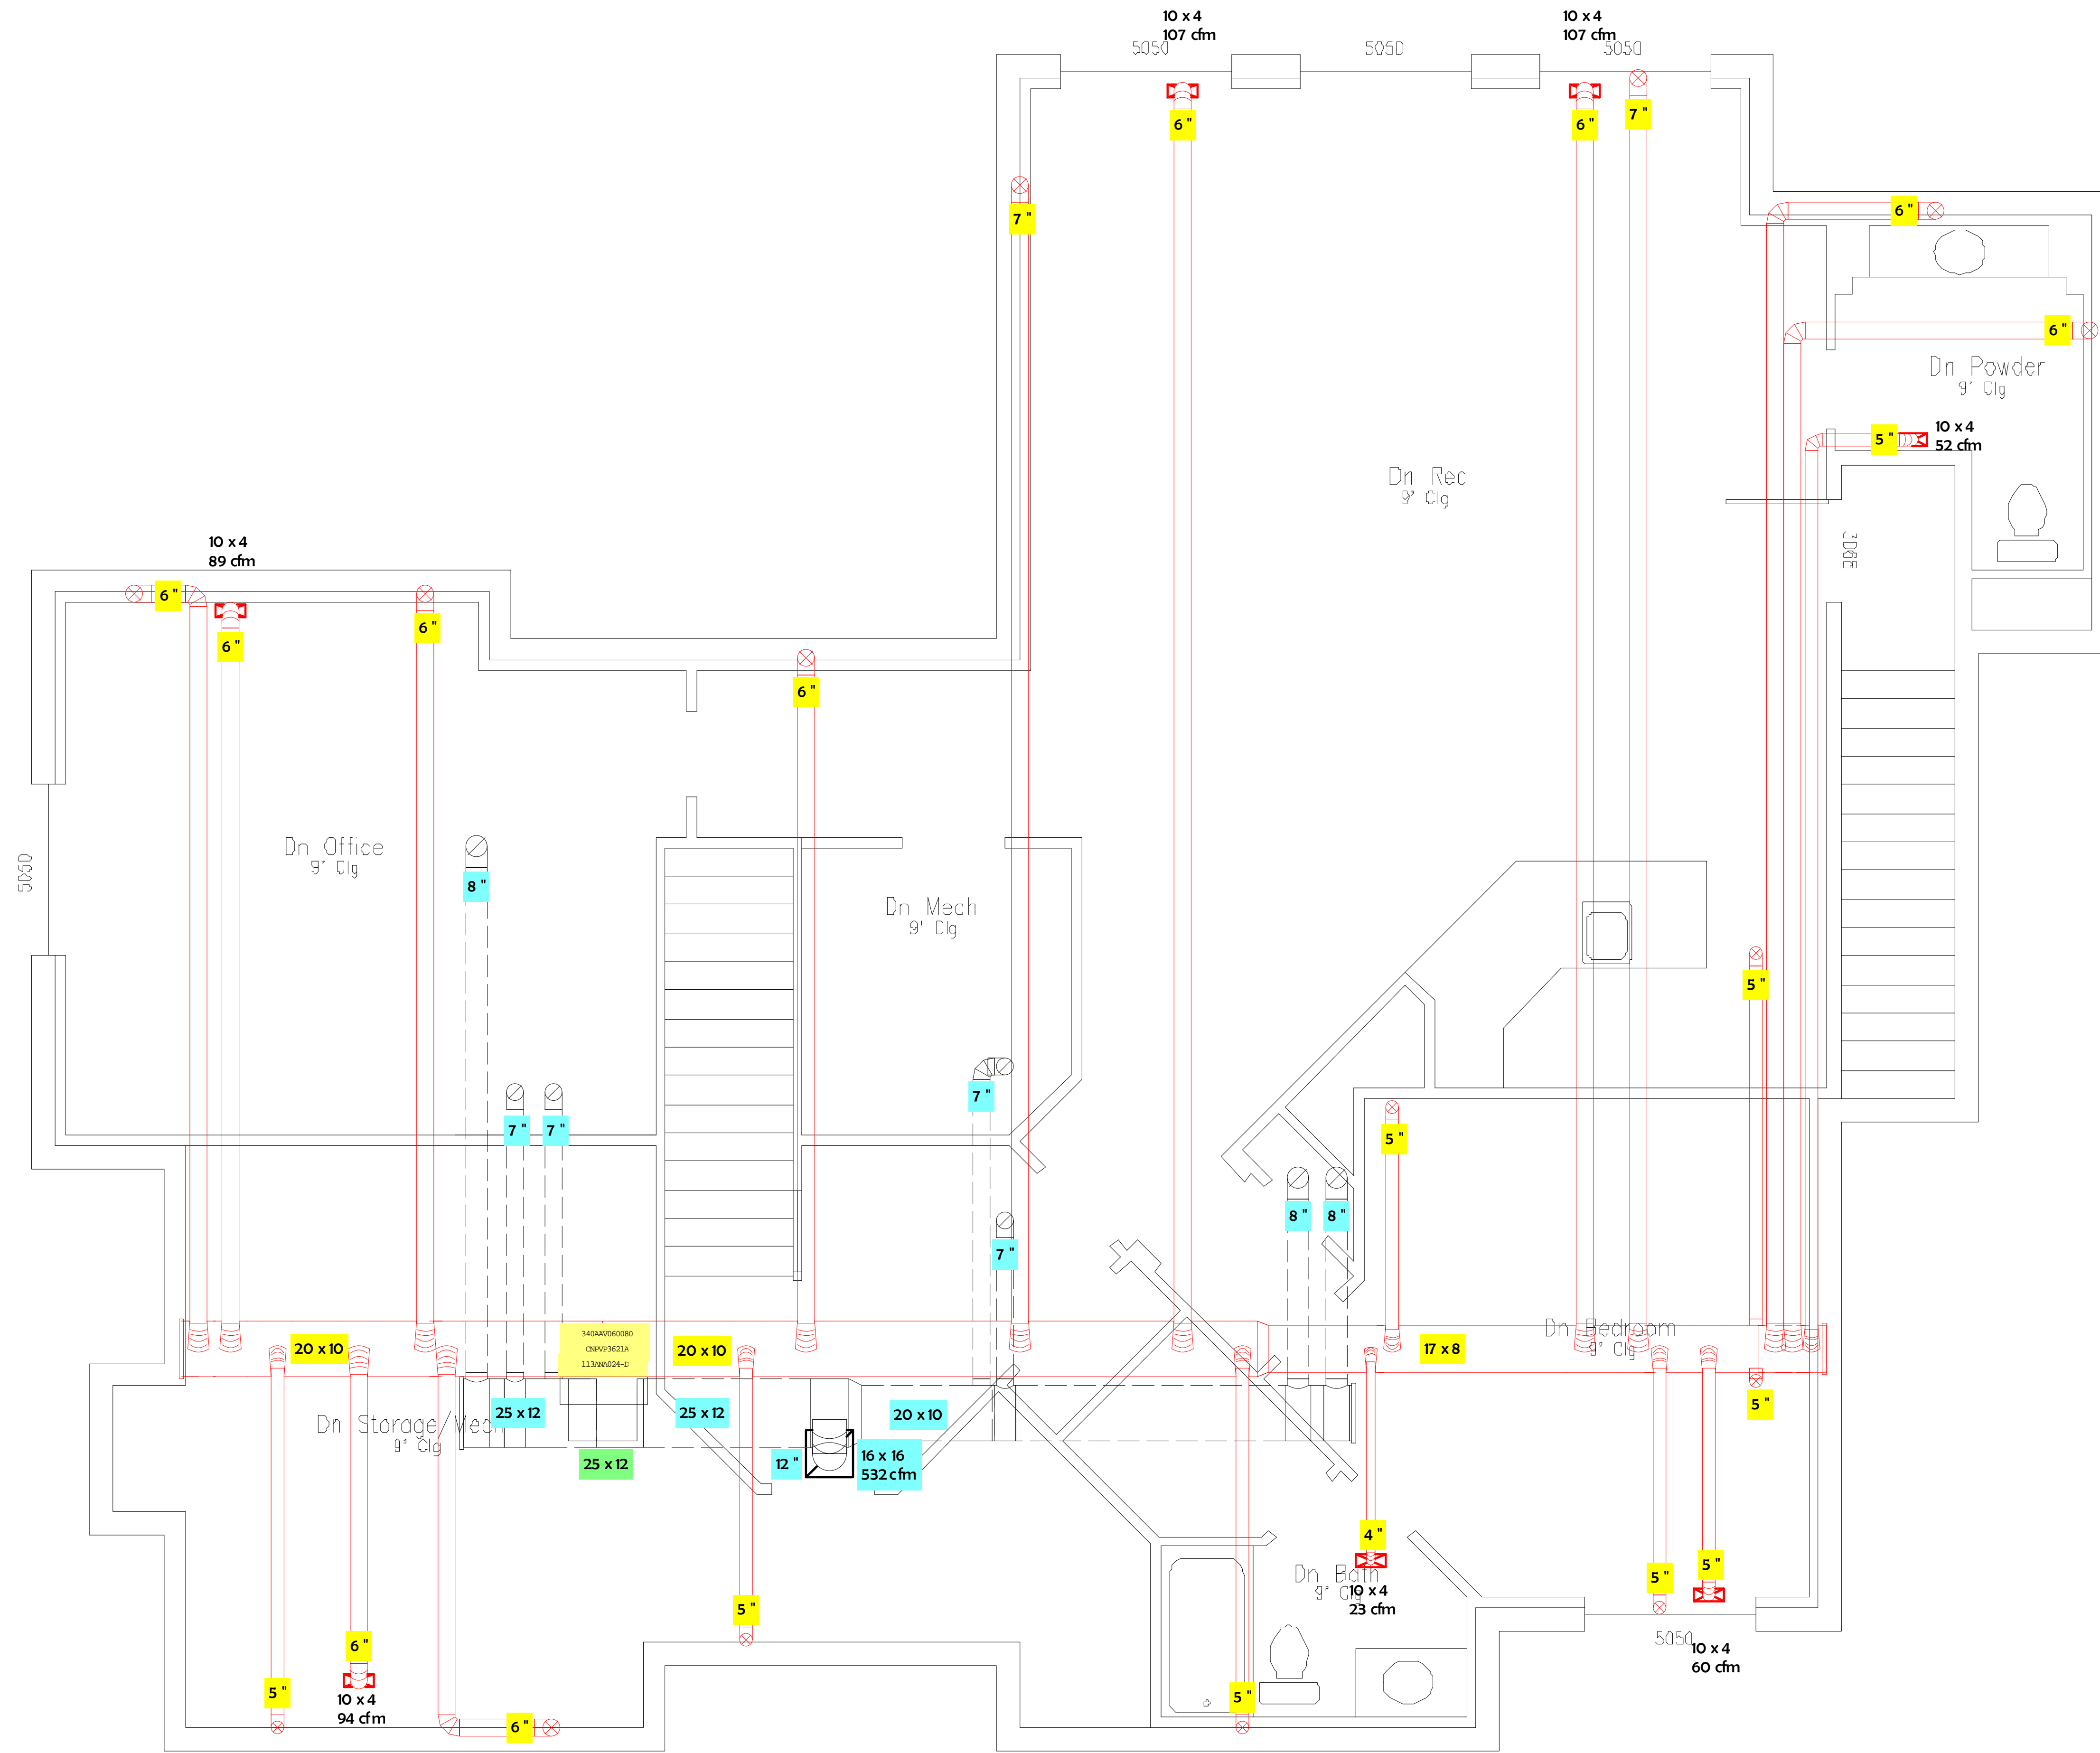 10 x 4
107 cfm
10 x 4
107 cfm
5050
5050
5050
6 "
6 "
7 "
7 "
6 "
6 "
Dn Powder
9' Clg
5 "
10 x 4
52 cfm
Dn Rec
9' Clg
3068
10 x 4
89 cfm
6 "
6 "
6 "
6 "
5050
Dn Office
9' Clg
8 "
Dn Mech
9' Clg
5 "
7 "
7 "
7 "
5 "
8 "
8 "
7 "
20 x 10
340AAV060080
CNPVP3621A
113ANA024-D
20 x 10
17 x 8
Dn Bedroom
9' Clg
25 x 12
25 x 12
20 x 10
5 "
Dn Storage/Mech
9' Clg
25 x 12
12 "
16 x 16
532 cfm
4 "
Dn Bath
9' Clg
10 x 4
23 cfm
5 "
5 "
5 "
6 "
5050
10 x 4
60 cfm
5 "
10 x 4
94 cfm
6 "
5 "